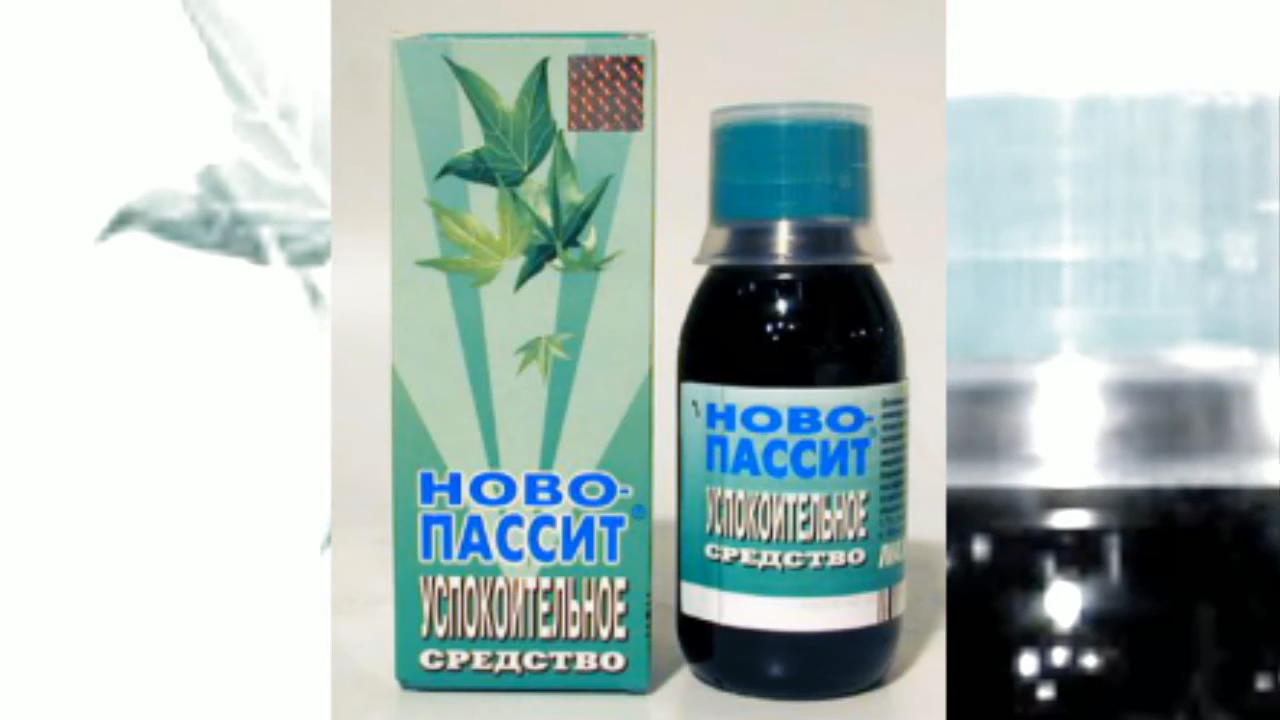 НОВО-
ПАССИТ®
УСПОКОИТЕЛЬНОЕ
СРЕДСТВО
НОВО-
ПАССИТ®
УСПОКОИТЕЛЬНОЕ
СРЕДСТВО